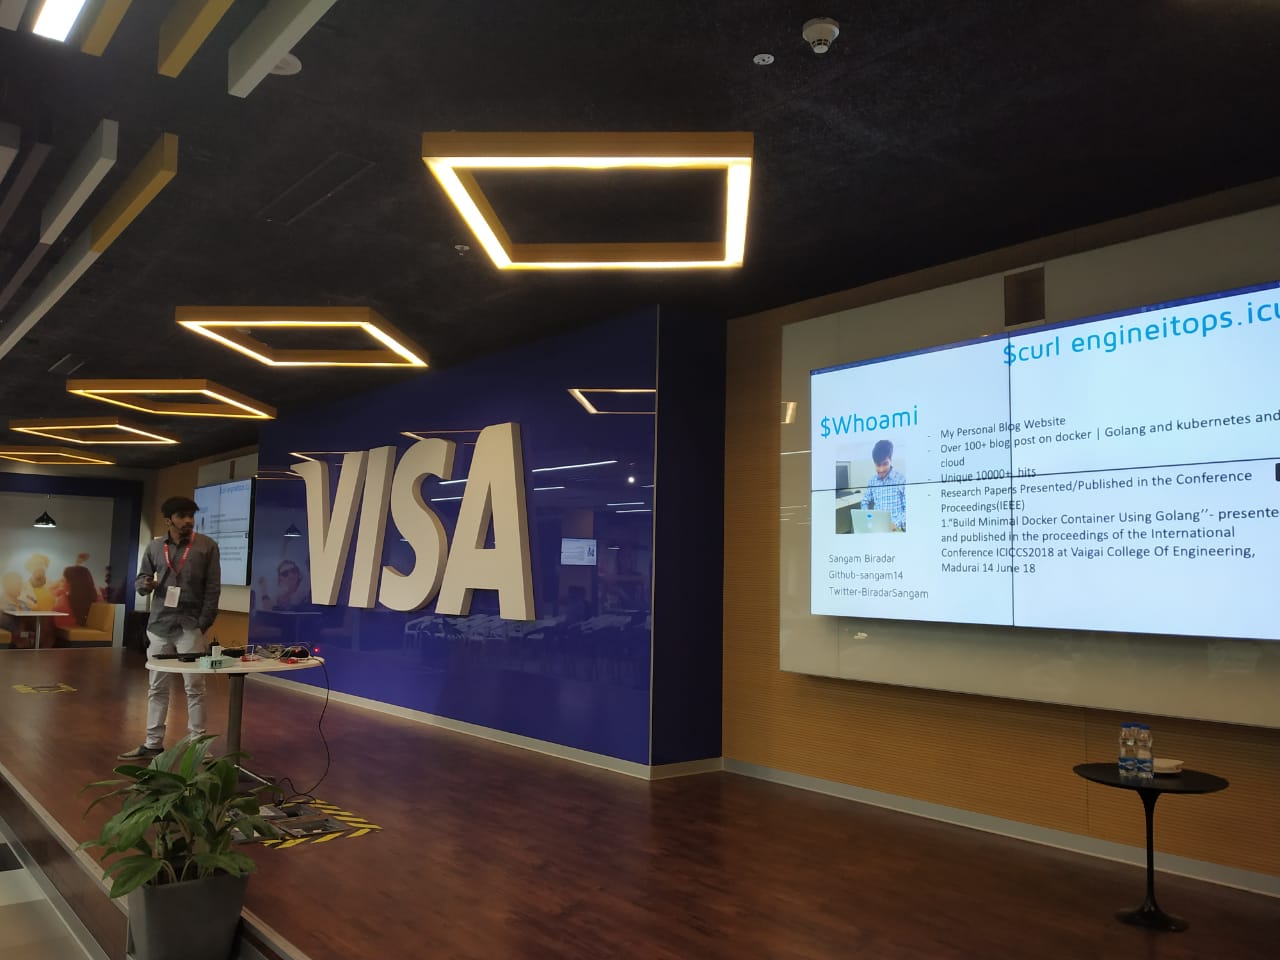 VISA
$curl engineitops.icu
$Whoami
- My Personal Blog Website
- Over 100+ blog post on docker | Golang and kubernetes and
cloud
- Unique 10000+ hits
- Research Papers Presented/Published in the Conference
Proceedings(IEEE)
1."Build Minimal Docker Container Using Golang''- presente
and published in the proceedings of the International
Conference ICICCS2018 at Vaigai College Of Engineering,
Madurai 14 June 18
Sangam Biradar
Github-sangam14
Twitter-BiradarSangam